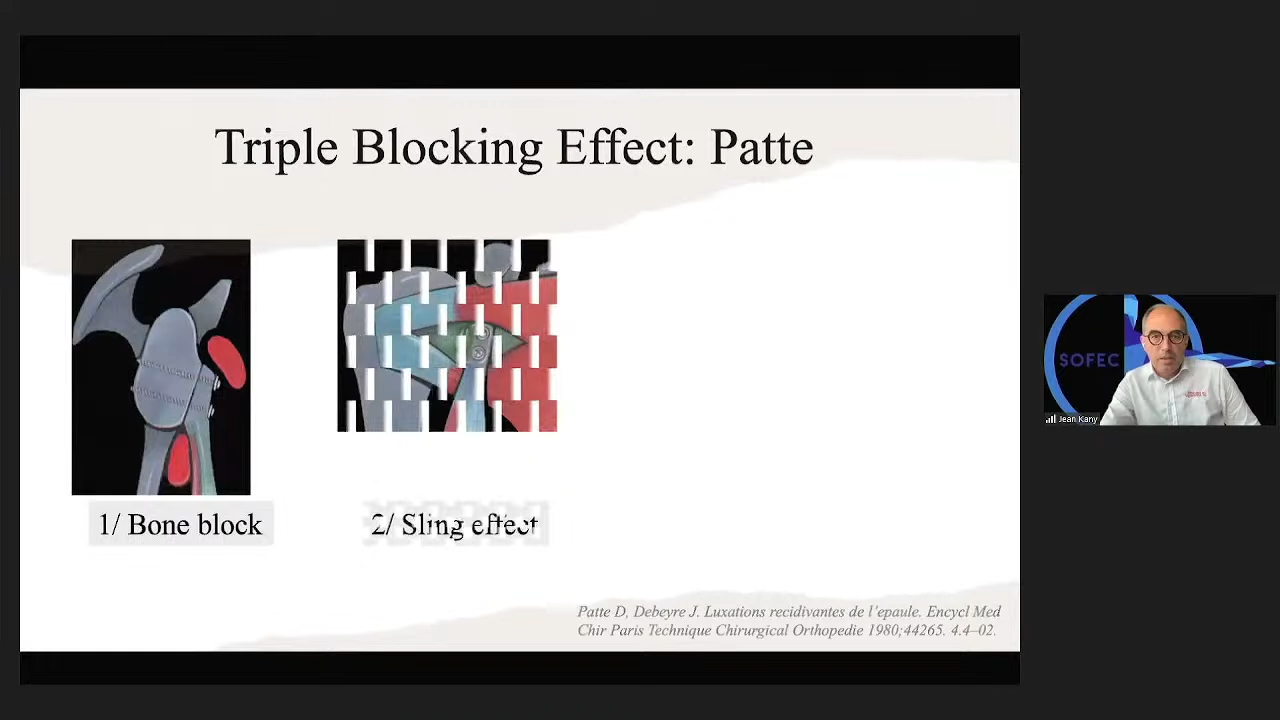 Triple Blocking Effect: Patte
1/ Bone block
2/ Sling effect
Patte D, Debeyre J. Luxations recidivantes de l’epaule. Encycl Med
Chir Paris Technique Chirurgical Orthopedie 1980;44265. 4.4–02.
SOFEC
Jean Kany